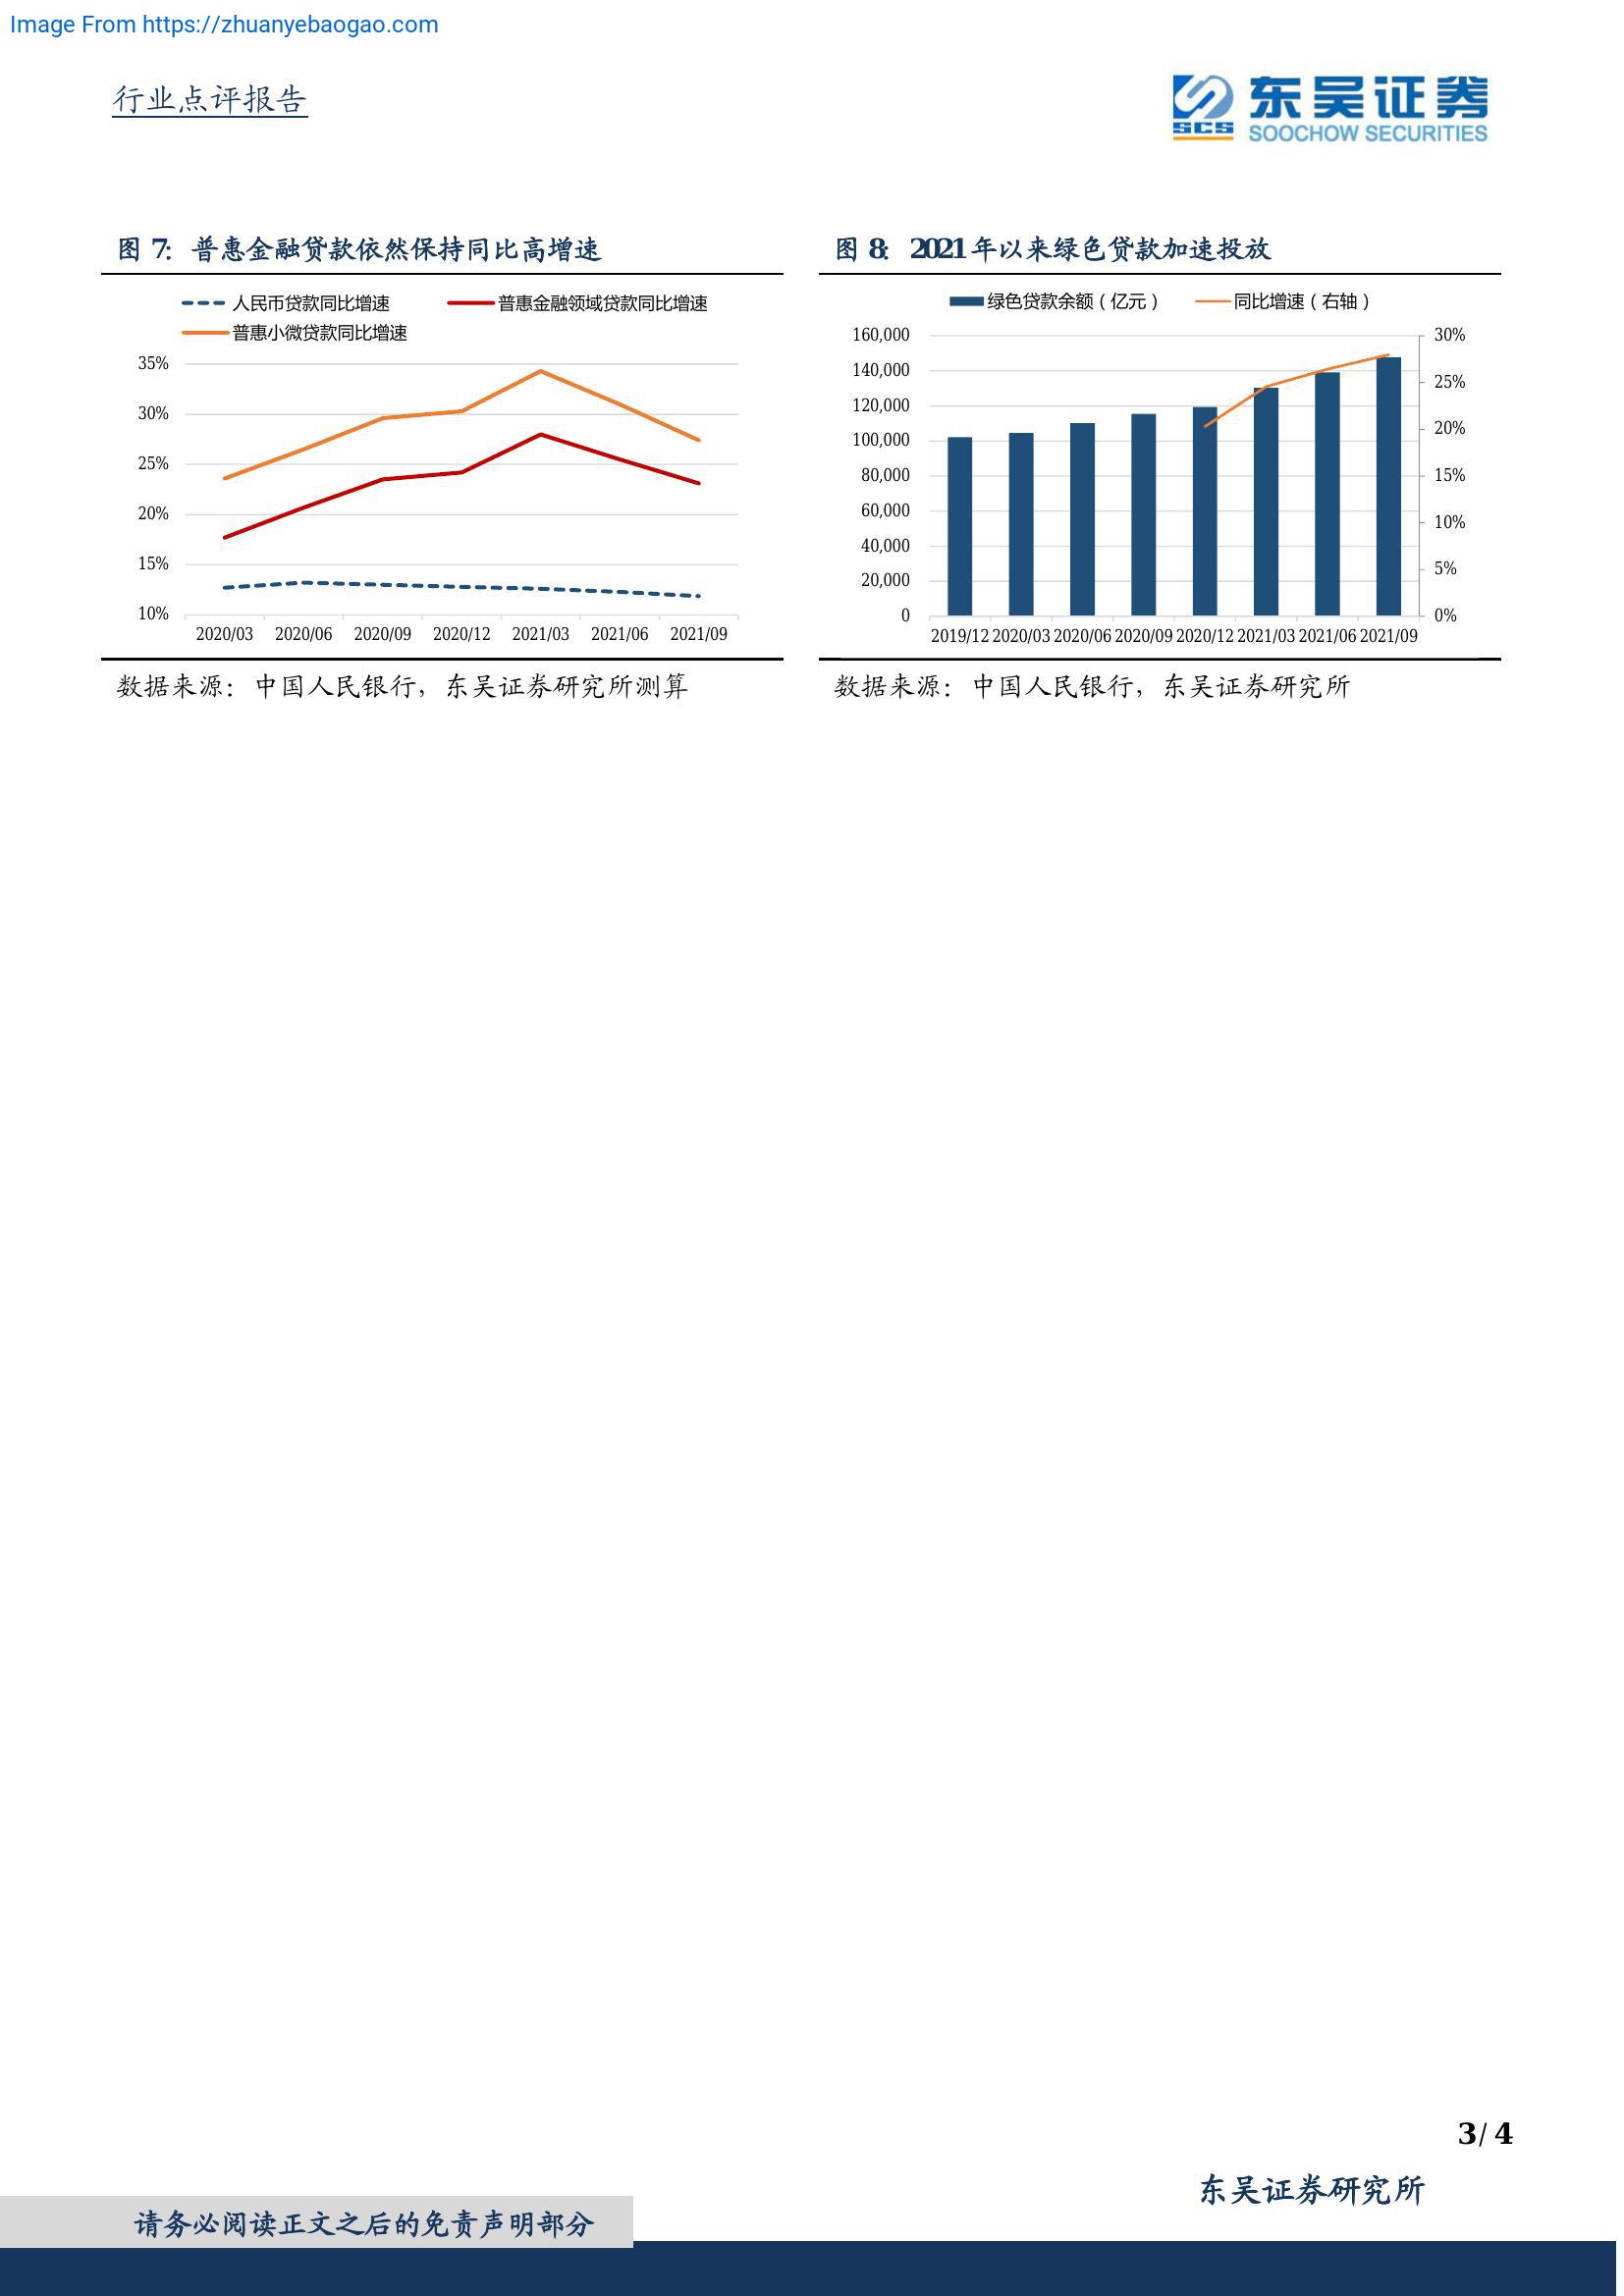 Image From https://zhuanyebaogao.com
行业点评报告
SCS
东吴证券
SOOCHOW SECURITIES
图 7：普惠金融贷款依然保持同比高增速
人民币贷款同比增速 普惠金融领域贷款同比增速
普惠小微贷款同比增速
35%
30%
25%
20%
15%
10%
2020/03 2020/06 2020/09 2020/12 2021/03 2021/06 2021/09
数据来源：中国人民银行，东吴证券研究所测算
图 8：2021 年以来绿色贷款加速投放
绿色贷款余额（亿元） 同比增速（右轴）
160,000 30%
140,000 25%
120,000 20%
100,000
80,000 15%
60,000 10%
40,000 5%
20,000
0 0%
2019/12 2020/03 2020/06 2020/09 2020/12 2021/03 2021/06 2021/09
数据来源：中国人民银行，东吴证券研究所
3 / 4
东吴证券研究所
请务必阅读正文之后的免责声明部分